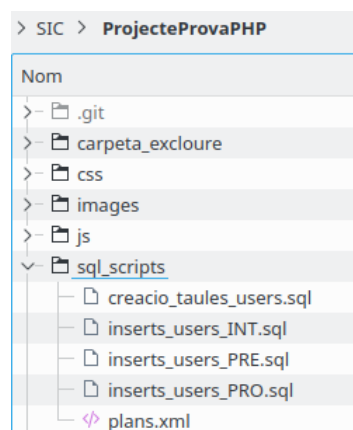 > SIC > ProjecteProvaPHP
Nom
.git
carpeta_excloure
css
images
js
sql_scripts
creacio_taules_users.sql
inserts_users_INT.sql
inserts_users_PRE.sql
inserts_users_PRO.sql
plans.xml